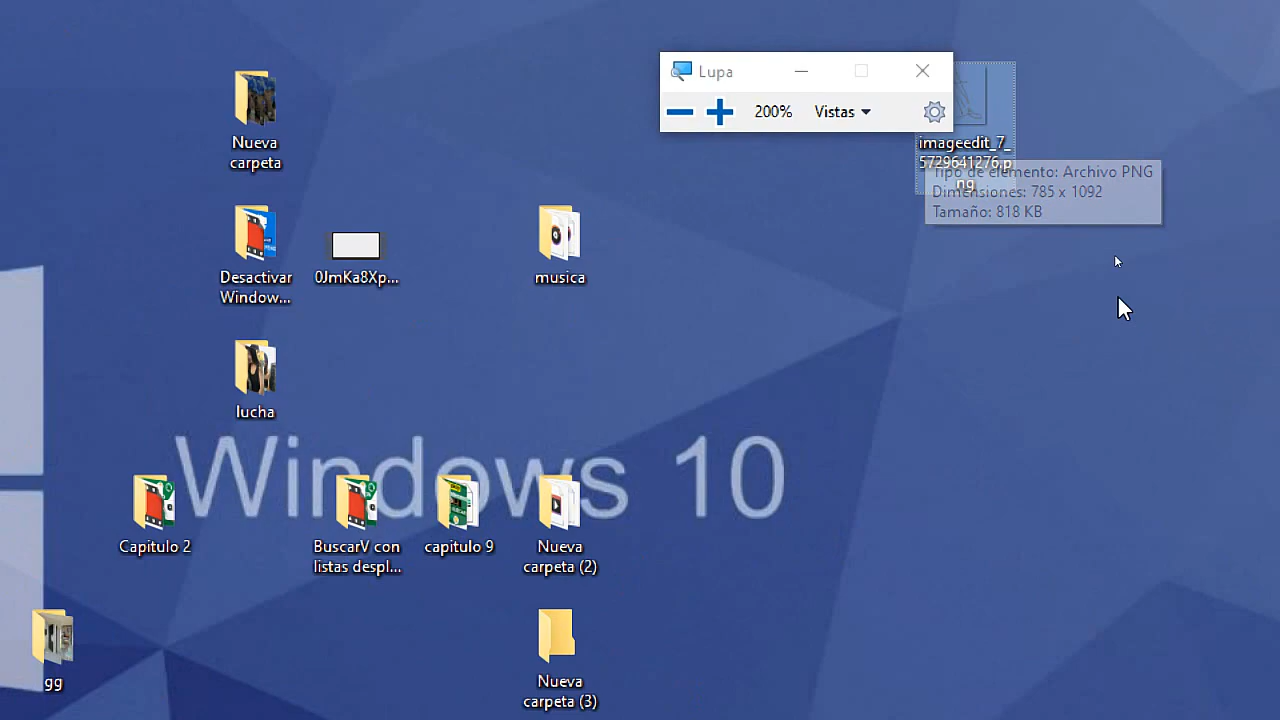 Lupa
200%
Vistas
imageedit_7_
5729641276.p
ng
Tipo de elemento: Archivo PNG
Dimensiones: 785 x 1092
Tamaño: 818 KB
Nueva
carpeta
Desactivar
Window...
0JmKa8Xp...
musica
lucha
Windows 10
Capitulo 2
BuscarV con
listas despl...
capitulo 9
Nueva
carpeta (2)
gg
Nueva
carpeta (3)